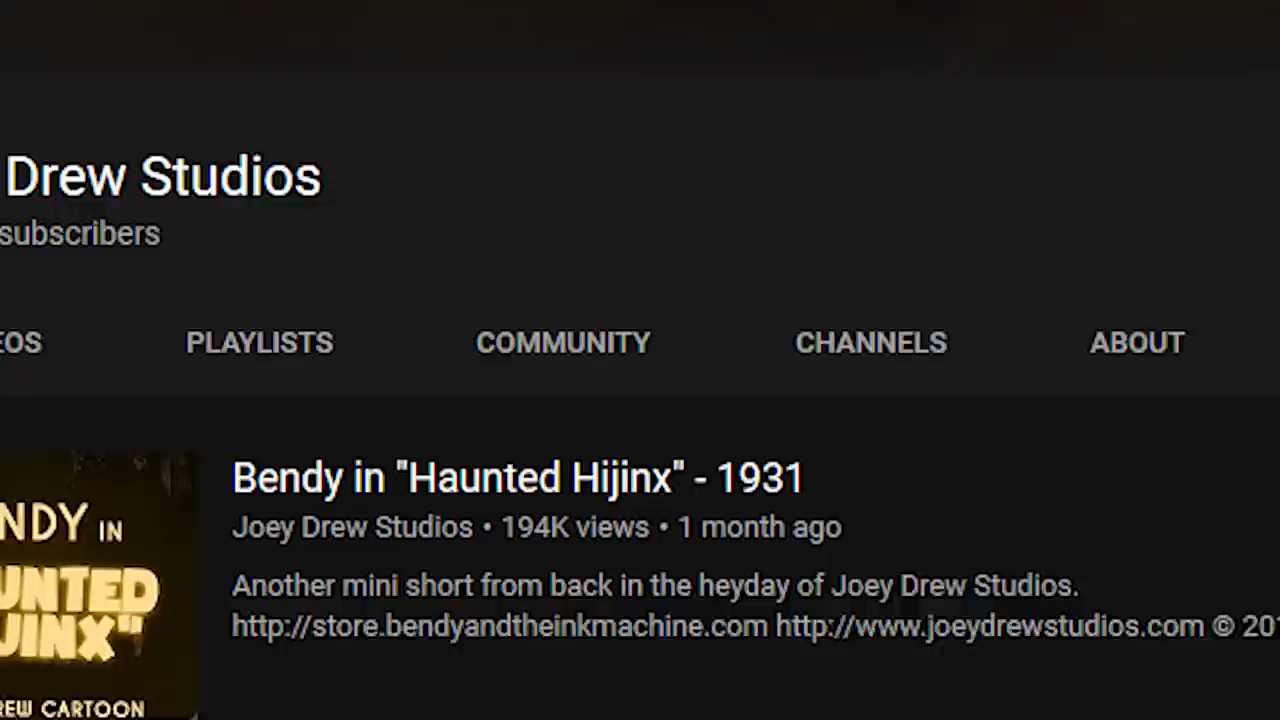 Drew Studios
subscribers
EOS PLAYLISTS COMMUNITY CHANNELS ABOUT
Bendy in "Haunted Hijinx" - 1931
Joey Drew Studios • 194K views • 1 month ago
Another mini short from back in the heyday of Joey Drew Studios.
http://store.bendyandtheinkmachine.com http://www.joeydrewstudios.com © 201
NDY IN
UNTED
JINX"
REW CARTOON